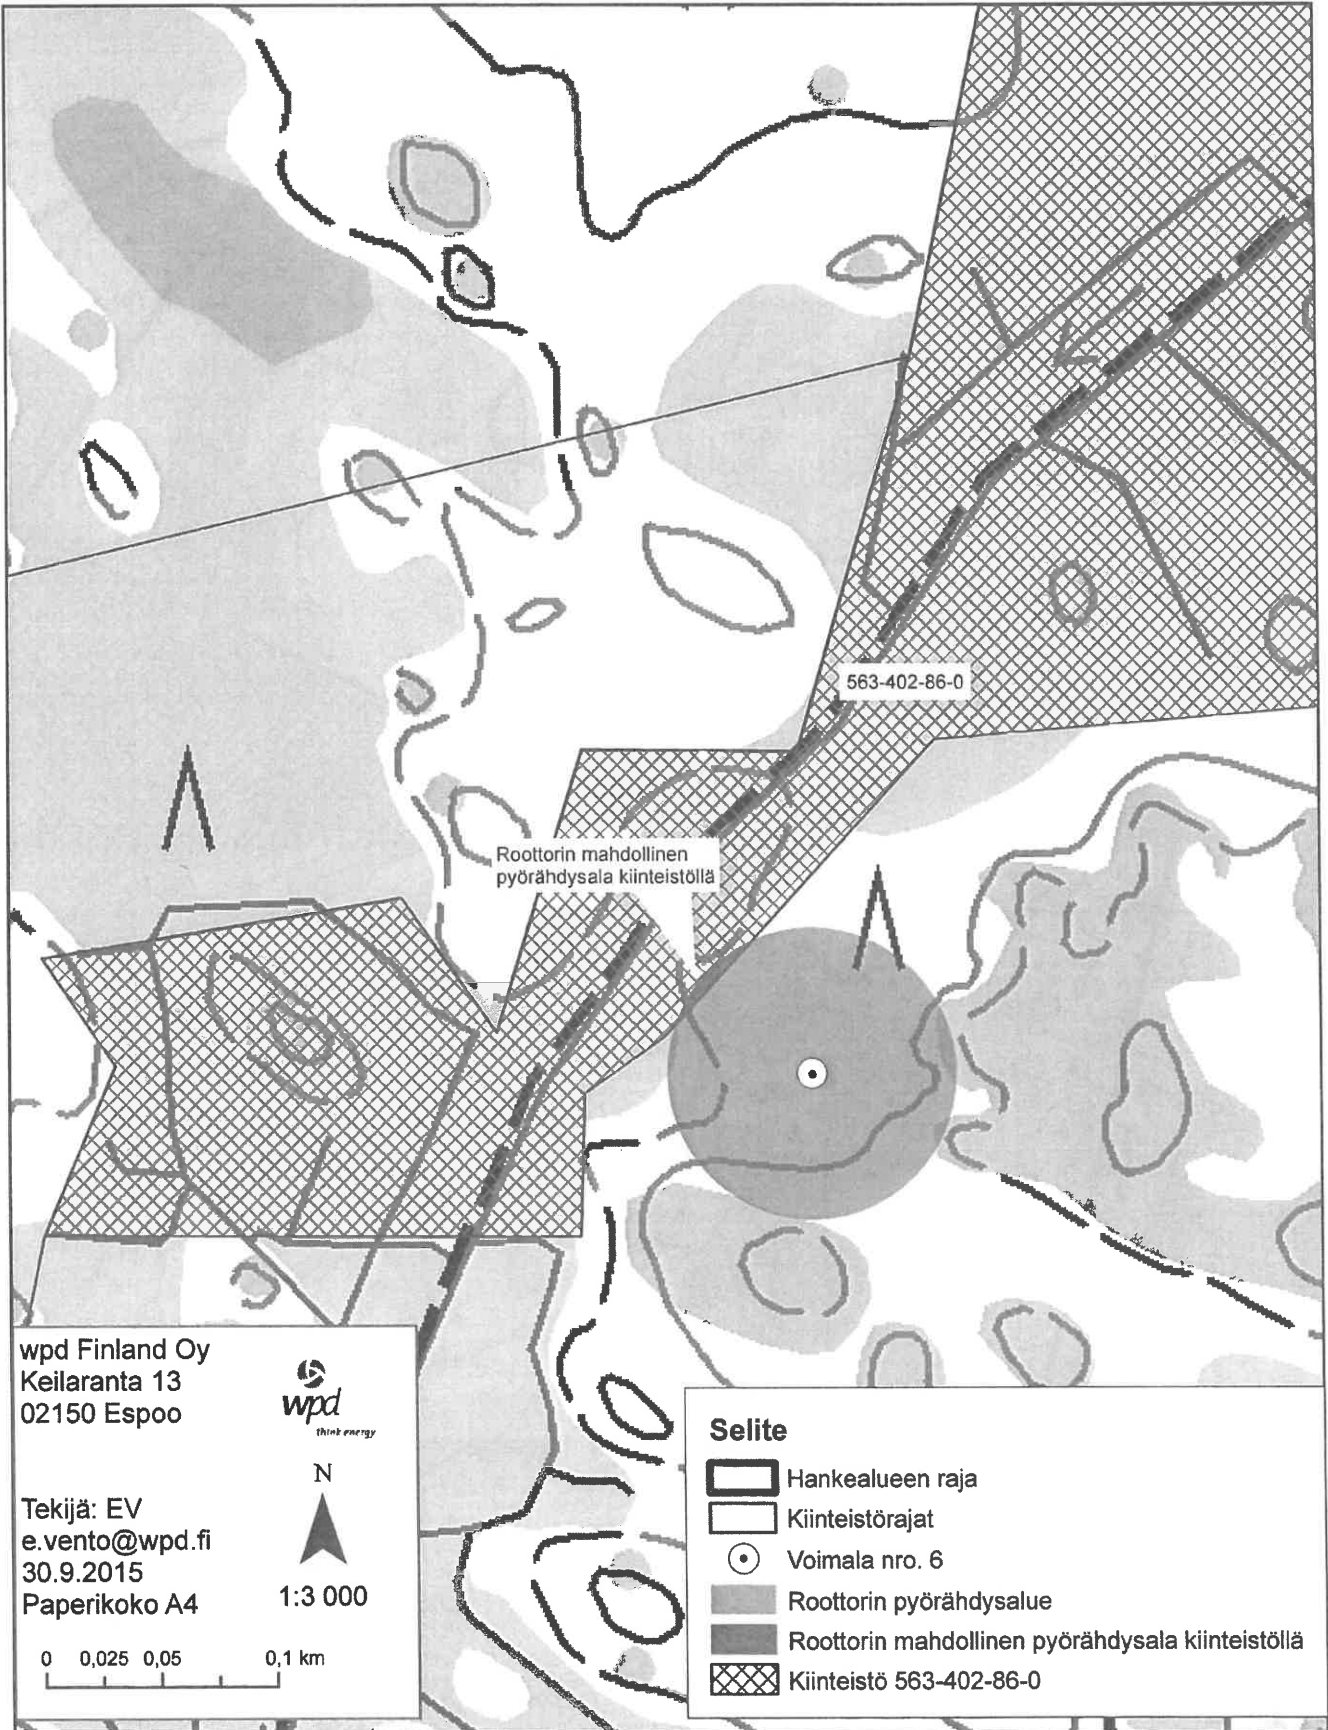 563-402-86-0
Roottorin mahdollinen
pyörähdysala kiinteistöllä
wpd Finland Oy
Keilaranta 13
02150 Espoo
wpd
think energy
N
Tekijä: EV
e.vento@wpd.fi
30.9.2015
Paperikoko A4
1:3 000
0 0,025 0,05 0,1 km
Selite
Hankealueen raja
Kiinteistörajat
Voimala nro. 6
Roottorin pyörähdysalue
Roottorin mahdollinen pyörähdysala kiinteistöllä
Kiinteistö 563-402-86-0